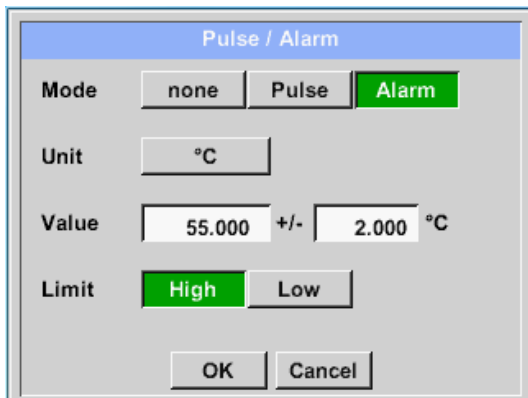 Pulse / Alarm
Mode none Pulse Alarm
Unit °C
Value 55.000 +/- 2.000 °C
Limit High Low
OK Cancel